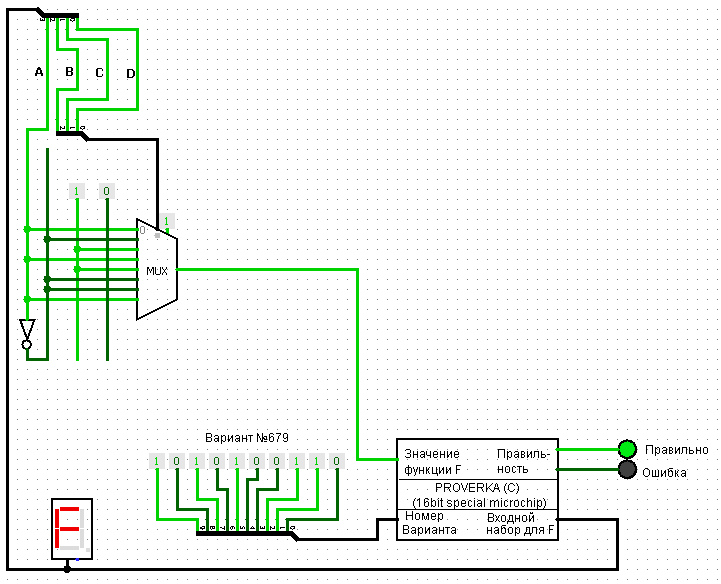 A B C D
1 0
1
0
MUX
Вариант №679
1 0 1 0 1 0 0 1 1 0
Значение
функции F
Правиль-
ность
PROVERKA (C)
(16bit special microchip)
Номер
Варианта
Входной
набор для F
Правильно
Ошибка
F